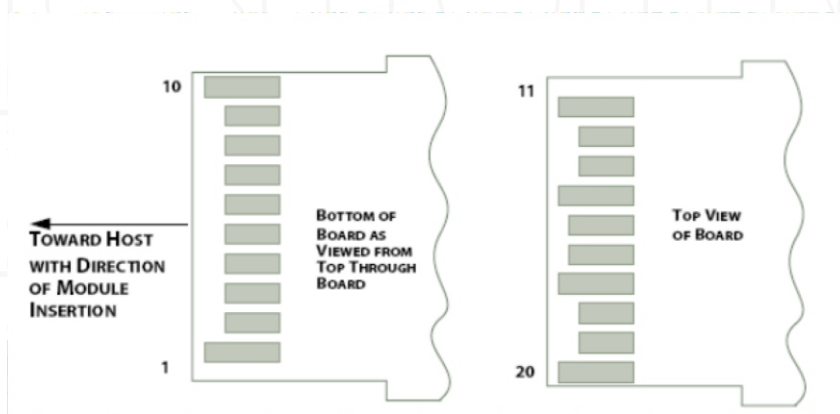 10
1
TOWARD HOST
WITH DIRECTION
OF MODULE
INSERTION
BOTTOM OF
BOARD AS
VIEWED FROM
TOP THROUGH
BOARD
11
20
TOP VIEW
OF BOARD